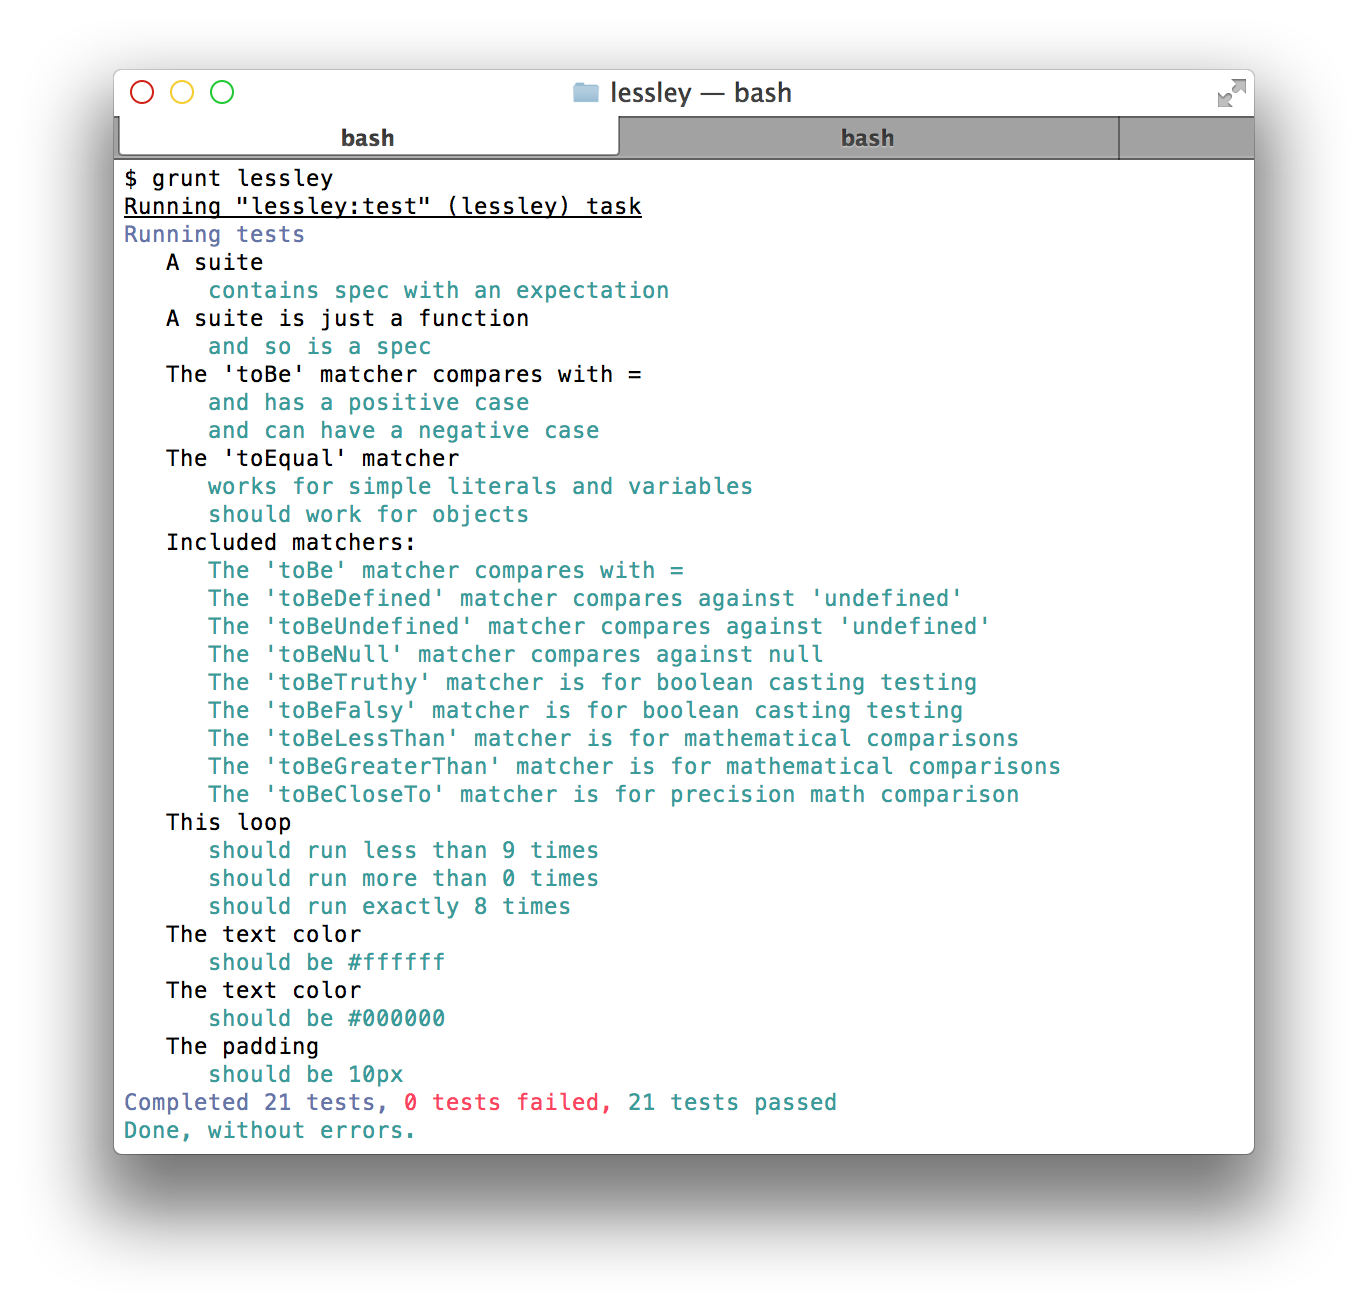 lessley — bash
bash bash
$ grunt lessley
Running "lessley:test" (lessley) task
Running tests
A suite
contains spec with an expectation
A suite is just a function
and so is a spec
The 'toBe' matcher compares with =
and has a positive case
and can have a negative case
The 'toEqual' matcher
works for simple literals and variables
should work for objects
Included matchers:
The 'toBe' matcher compares with =
The 'toBeDefined' matcher compares against 'undefined'
The 'toBeUndefined' matcher compares against 'undefined'
The 'toBeNull' matcher compares against null
The 'toBeTruthy' matcher is for boolean casting testing
The 'toBeFalsy' matcher is for boolean casting testing
The 'toBeLessThan' matcher is for mathematical comparisons
The 'toBeGreaterThan' matcher is for mathematical comparisons
The 'toBeCloseTo' matcher is for precision math comparison
This loop
should run less than 9 times
should run more than 0 times
should run exactly 8 times
The text color
should be #ffffff
The text color
should be #000000
The padding
should be 10px
Completed 21 tests, 0 tests failed, 21 tests passed
Done, without errors.